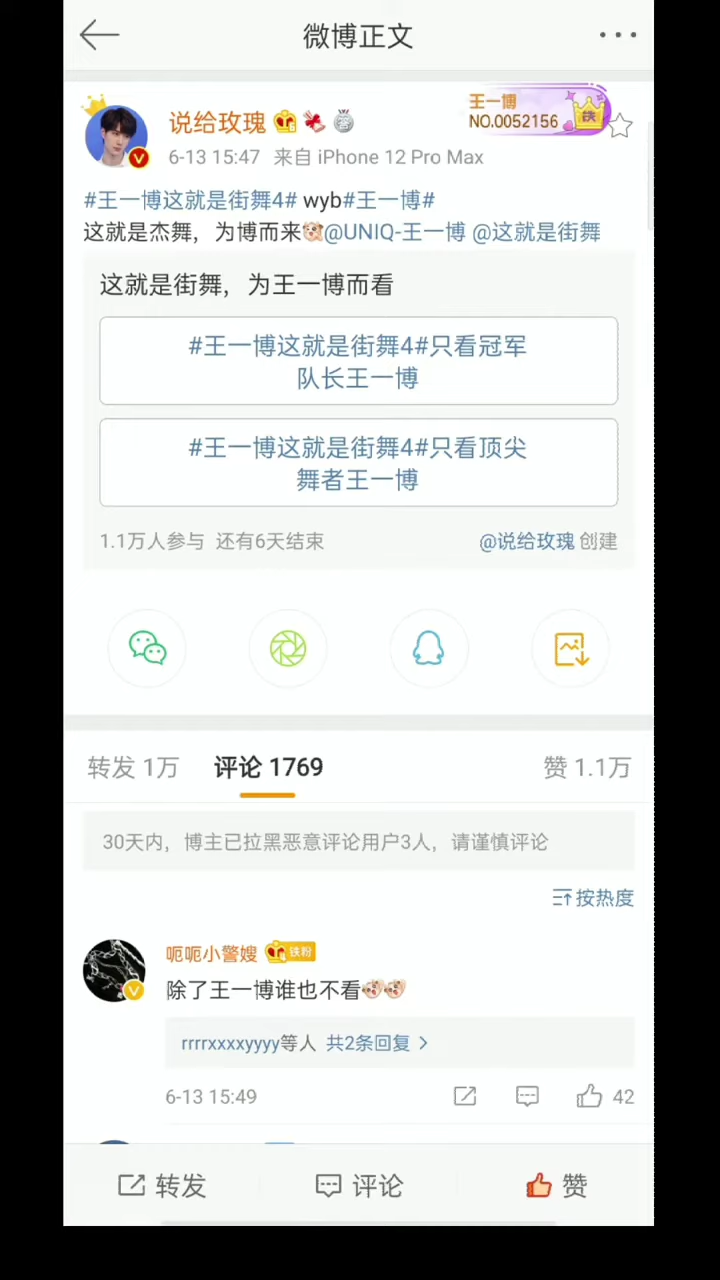 微博正文
说给玫瑰
王一博
NO.0052156
铁
6-13 15:47 来自 iPhone 12 Pro Max
#王一博这就是街舞4# wyb#王一博#
这就是杰舞，为博而来@UNIQ-王一博 @这就是街舞
这就是街舞，为王一博而看
#王一博这就是街舞4#只看冠军
队长王一博
#王一博这就是街舞4#只看顶尖
舞者王一博
1.1万人参与 还有6天结束 @说给玫瑰 创建
转发 1万 评论 1769 赞 1.1万
30天内，博主已拉黑恶意评论用户3人，请谨慎评论
按热度
呃呃小警嫂 铁粉
除了王一博谁也不看
rrrrxxxxyyyy等人 共2条回复 >
6-13 15:49 42
转发 评论 赞